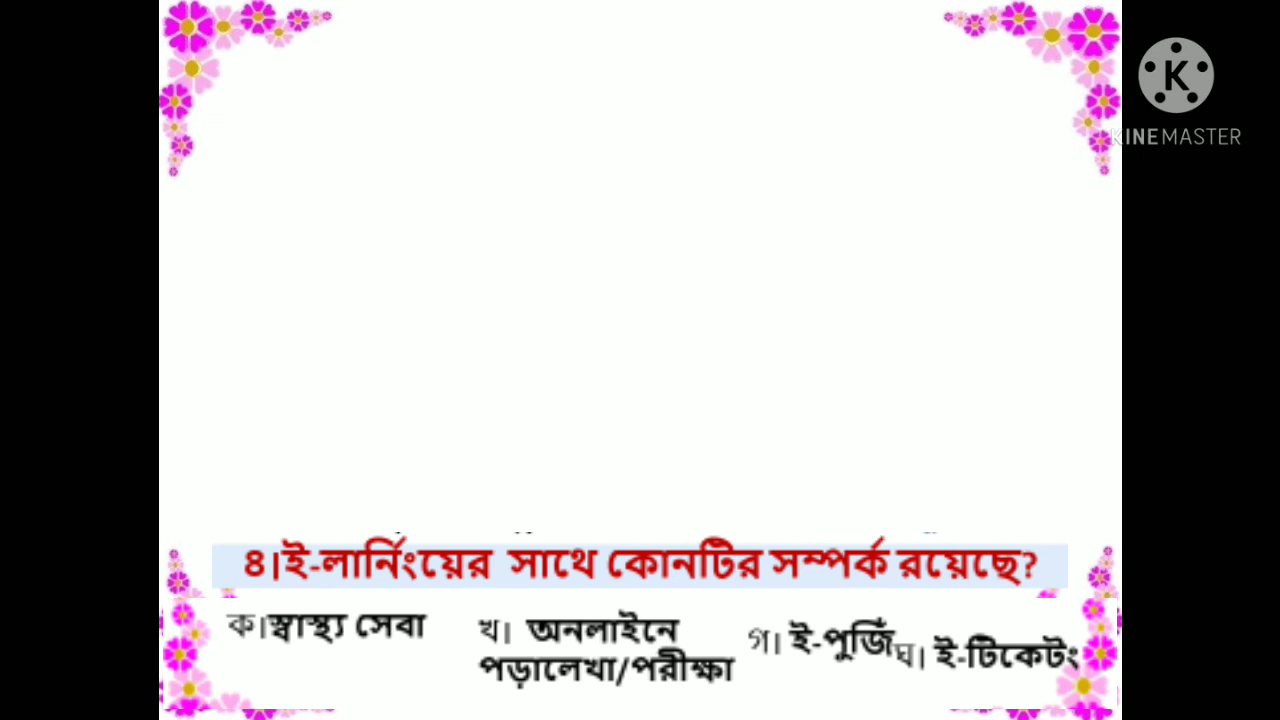 KINEMASTER
৪।ই-লার্নিংয়ের সাথে কোনটির সম্পর্ক রয়েছে?
ক।স্বাস্থ্য সেবা
খ। অনলাইনে
পড়ালেখা/পরীক্ষা
গ। ই-পুর্জি
ঘ। ই-টিকেটং